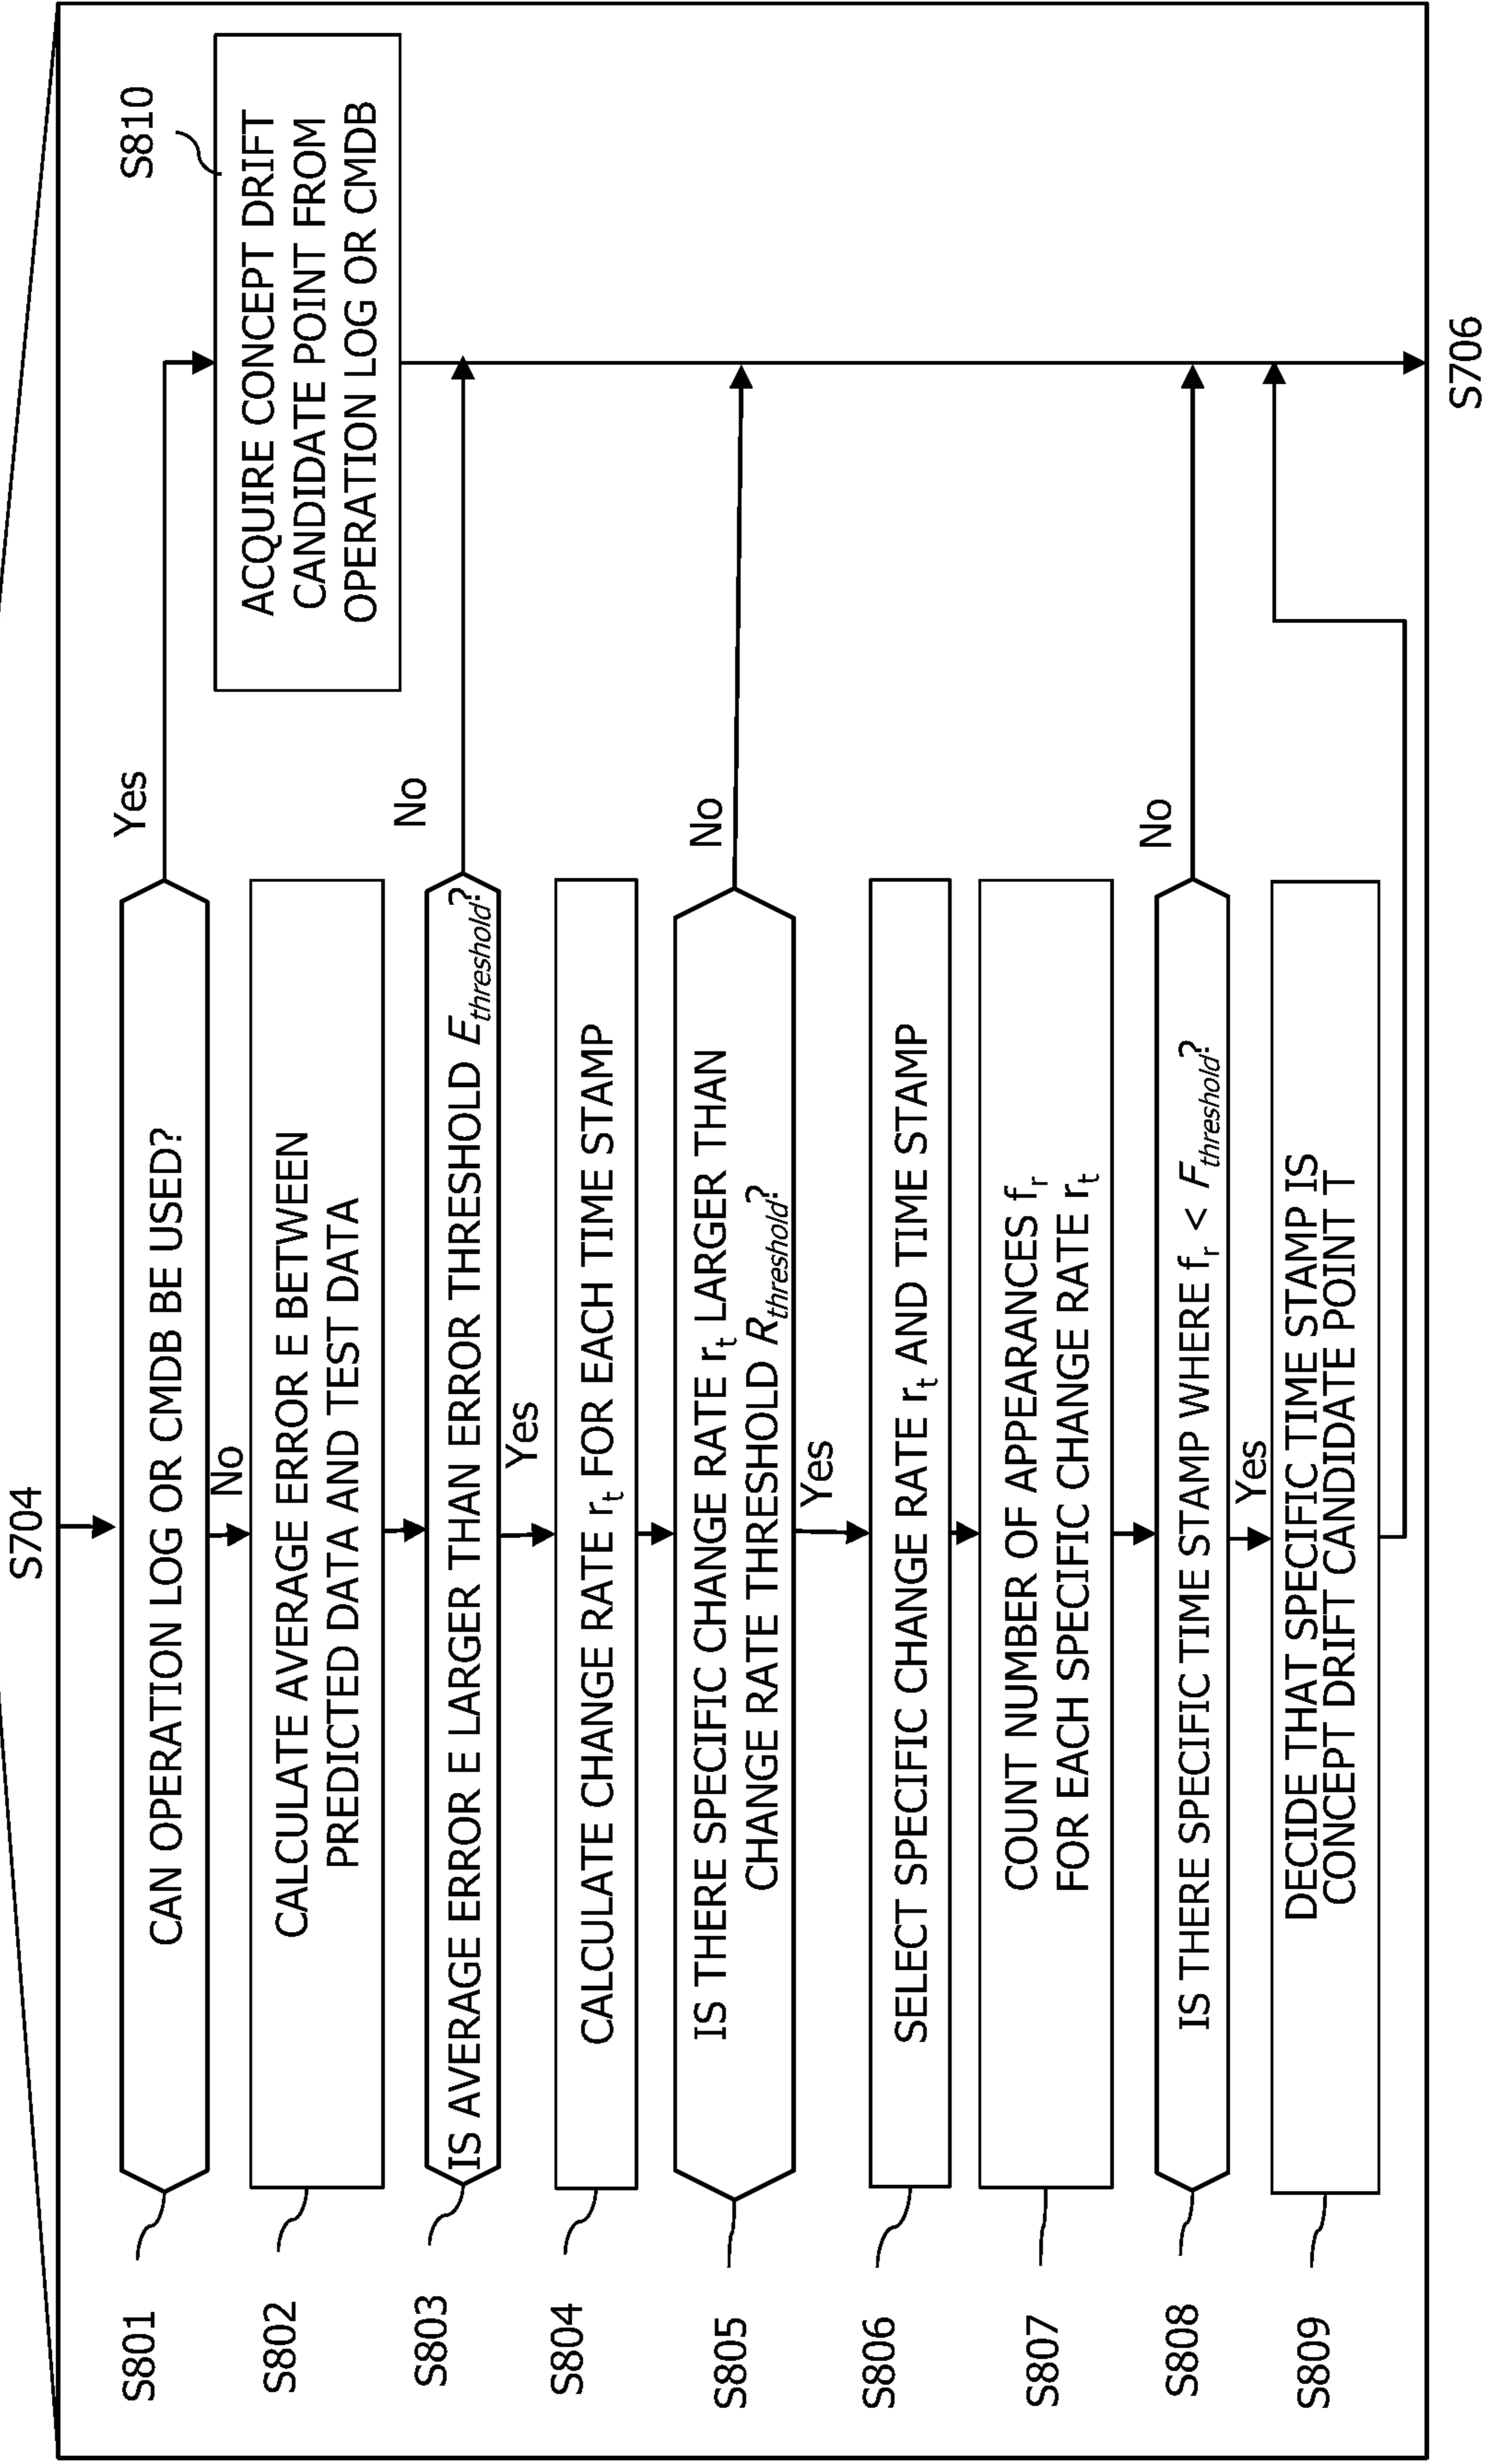 S704
S801
CAN OPERATION LOG OR CMDB BE USED?
Yes
No
S810
ACQUIRE CONCEPT DRIFT
CANDIDATE POINT FROM
OPERATION LOG OR CMDB
S802
CALCULATE AVERAGE ERROR E BETWEEN
PREDICTED DATA AND TEST DATA
S803
IS AVERAGE ERROR E LARGER THAN ERROR THRESHOLD Ethreshold?
No
Yes
S804
CALCULATE CHANGE RATE rt FOR EACH TIME STAMP
S805
IS THERE SPECIFIC CHANGE RATE rt LARGER THAN
CHANGE RATE THRESHOLD Rthreshold?
No
Yes
S806
SELECT SPECIFIC CHANGE RATE rt AND TIME STAMP
S807
COUNT NUMBER OF APPEARANCES fr
FOR EACH SPECIFIC CHANGE RATE rt
S808
IS THERE SPECIFIC TIME STAMP WHERE fr < Fthreshold?
No
Yes
S809
DECIDE THAT SPECIFIC TIME STAMP IS
CONCEPT DRIFT CANDIDATE POINT T
S706